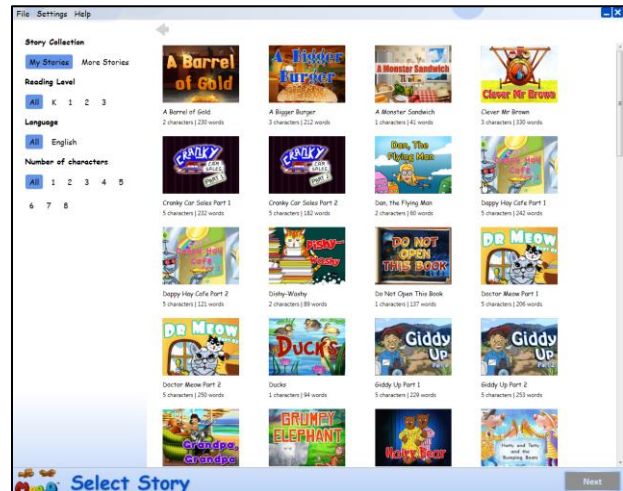 File Settings Help
Story Collection
My Stories More Stories
Reading Level
All K 1 2 3
Language
All English
Number of characters
All 1 2 3 4 5
6 7 8
A Barrel
of Gold
A Barrel of Gold
2 characters | 230 words
A Bigger
Burger
A Bigger Burger
3 characters | 212 words
A Monster Sandwich
A Monster Sandwich
1 characters | 41 words
Clever Mr Brown
Clever Mr Brown
3 characters | 330 words
CRANKY
CAR
SALES
PART 1
Cranky Car Sales Part 1
5 characters | 232 words
CRANKY
CAR
SALES
PART 2
Cranky Car Sales Part 2
5 characters | 182 words
Dan, The
Flying Man
Dan, the Flying Man
2 characters | 60 words
Dappy Hay Cafe Part 1
5 characters | 242 words
Dappy Hay Cafe Part 2
5 characters | 121 words
Dishy-
Washy
Dishy-Washy
2 characters | 89 words
DO NOT
OPEN
THIS BOOK
Do Not Open This Book
1 characters | 137 words
DR MEOW
Doctor Meow Part 1
5 characters | 206 words
DR MEOW
Doctor Meow Part 2
5 characters | 250 words
DUCKS
Ducks
1 characters | 94 words
Giddy
Up
Giddy Up Part 1
5 characters | 229 words
Giddy
Up
Giddy Up Part 2
5 characters | 253 words
Grandpa,
Grandpa
GRUMPY
ELEPHANT
Hairy Bear
Hattie and Tatty
and the
Bumping Boats
Select Story
Next